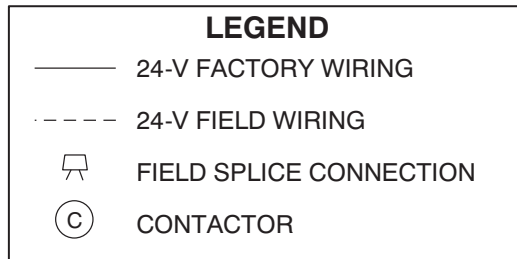 LEGEND
24-V FACTORY WIRING
24-V FIELD WIRING
FIELD SPLICE CONNECTION
C CONTACTOR